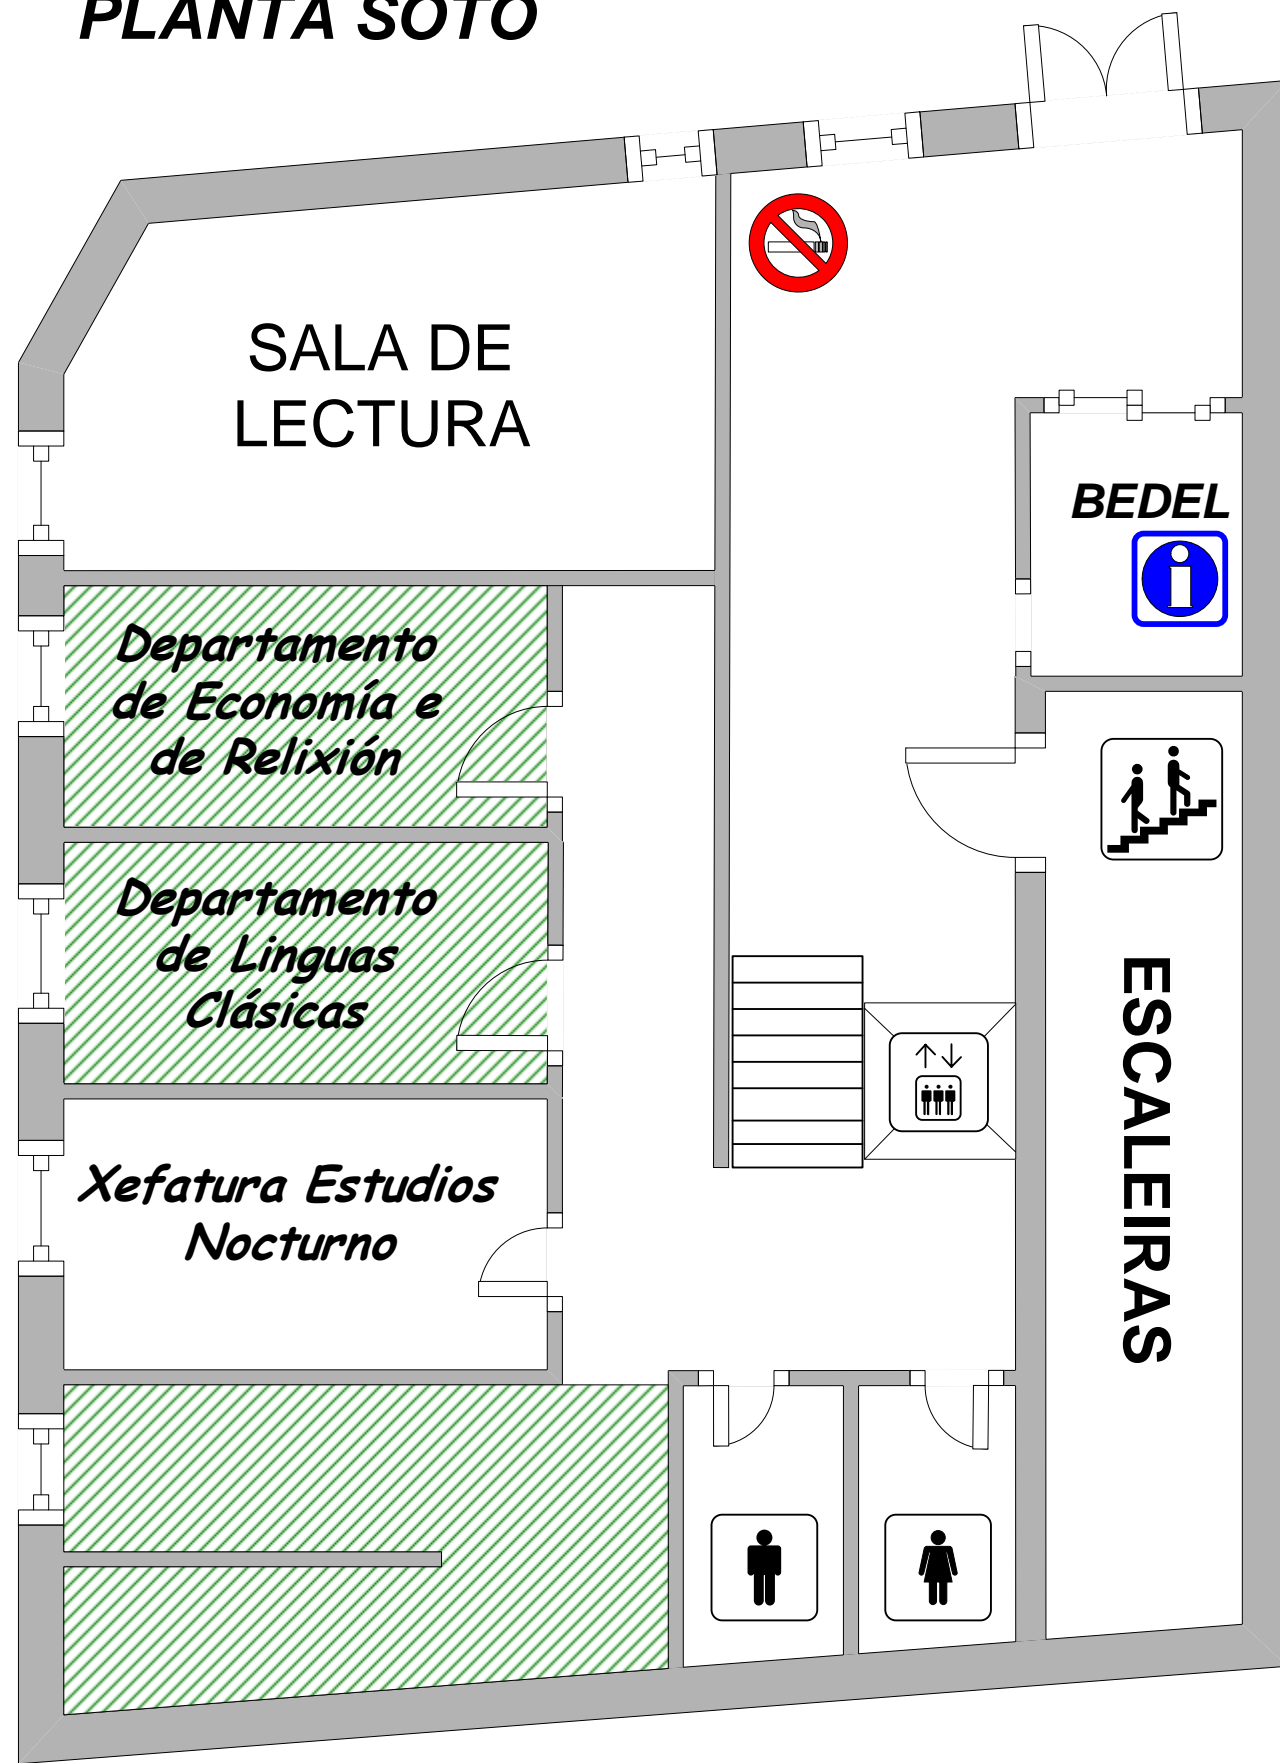 PLANTA SOTO
SALA DE
LECTURA
BEDEL
Departamento
de Economía e
de Relixión
Departamento
de Linguas
Clásicas
ESCALEIRAS
Xefatura Estudios
Nocturno